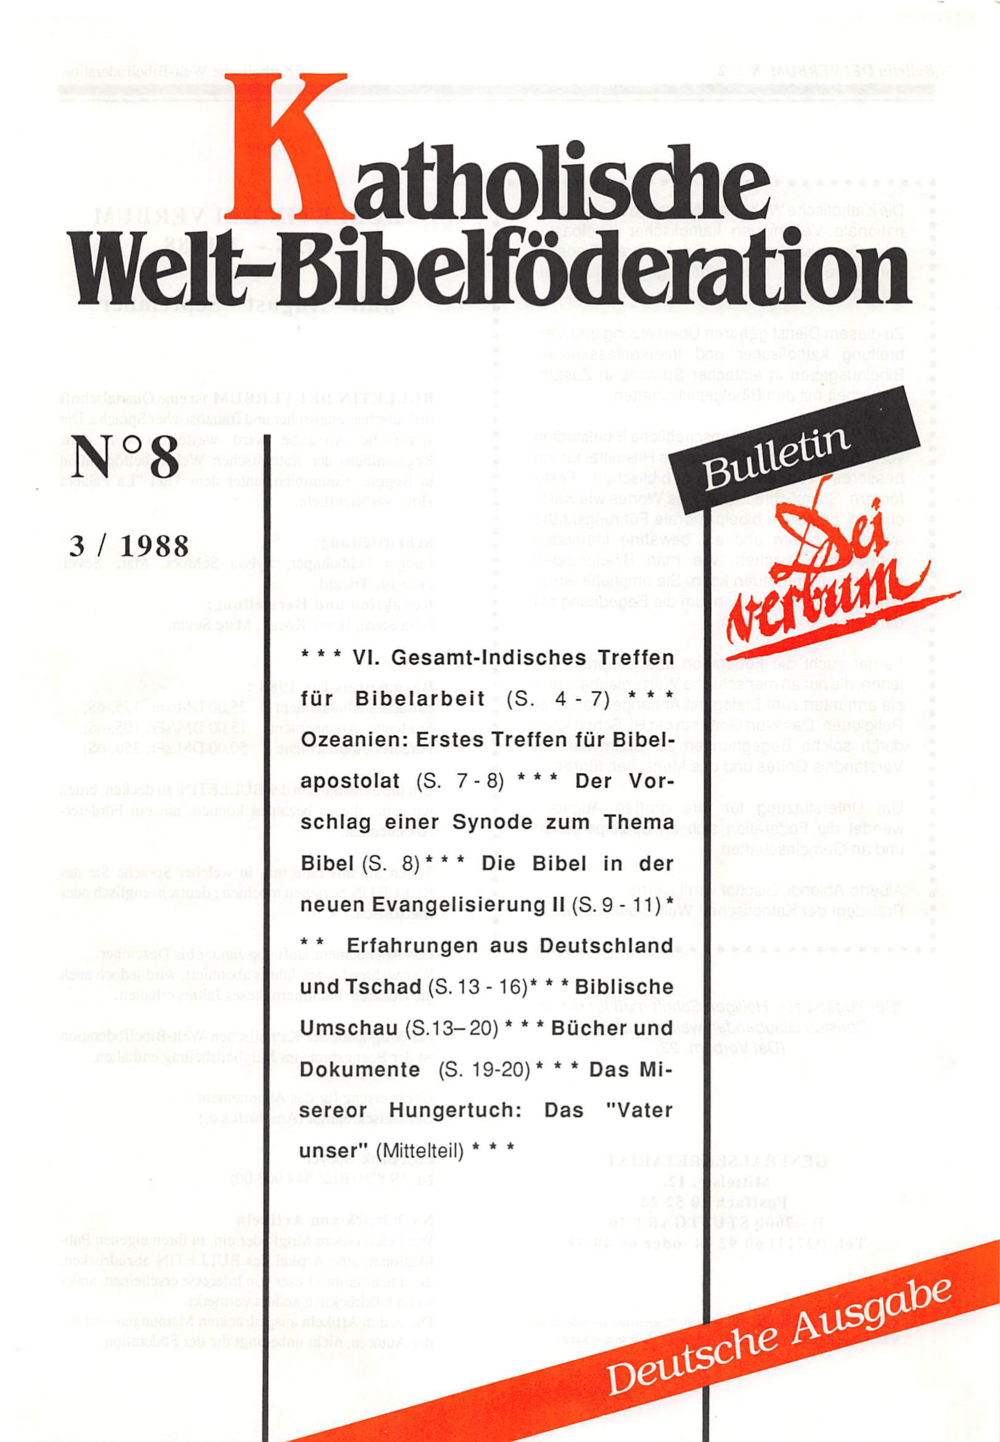 Katholische
Welt-Bibelföderation
N°8
3 / 1988
Bulletin
Dei
verbum
* * * VI. Gesamt-Indisches Treffen
für Bibelarbeit (S. 4 - 7) * * *
Ozeanien: Erstes Treffen für Bibel-
apostolat (S. 7 - 8) * * * Der Vor-
schlag einer Synode zum Thema
Bibel (S. 8)* * * Die Bibel in der
neuen Evangelisierung II (S. 9 - 11) *
* * Erfahrungen aus Deutschland
und Tschad (S. 13 - 16)* * * Biblische
Umschau (S.13–20) * * * Bücher und
Dokumente (S. 19-20)* * * Das Mi-
sereor Hungertuch: Das "Vater
unser" (Mittelteil) * * *
Deutsche Ausgabe